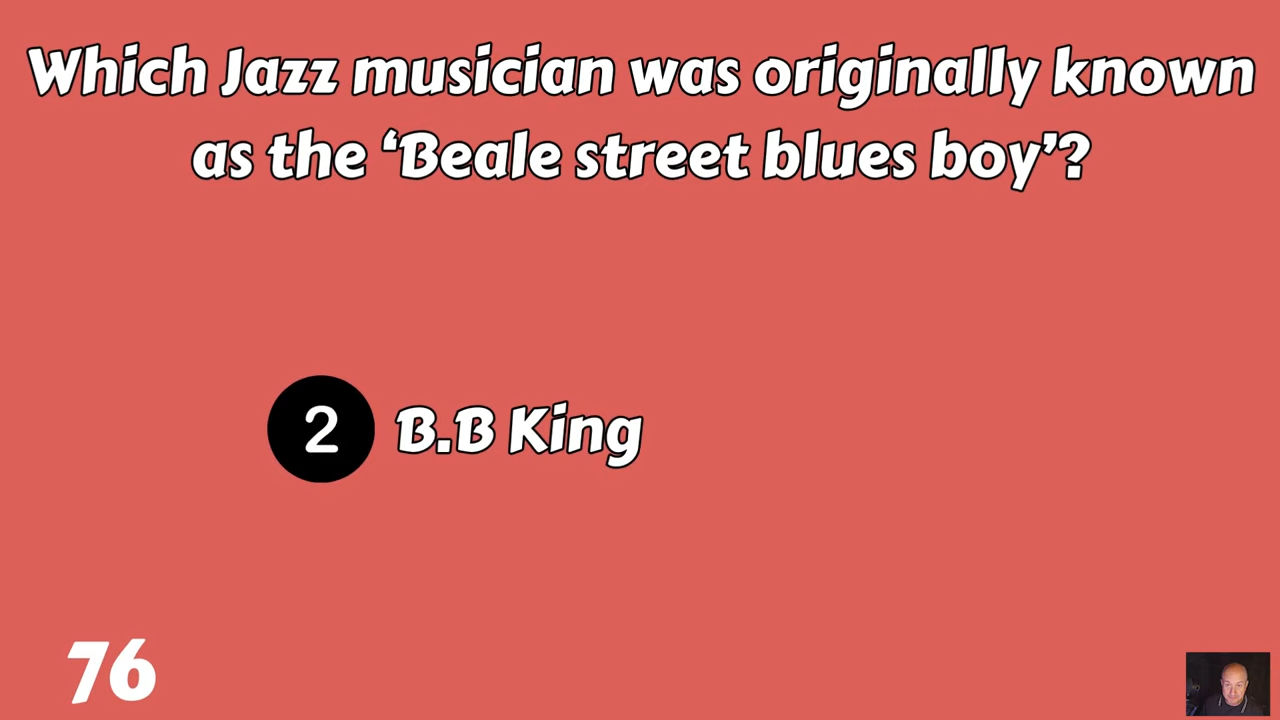 Which Jazz musician was originally known
as the ‘Beale street blues boy’?
2 B.B King
76